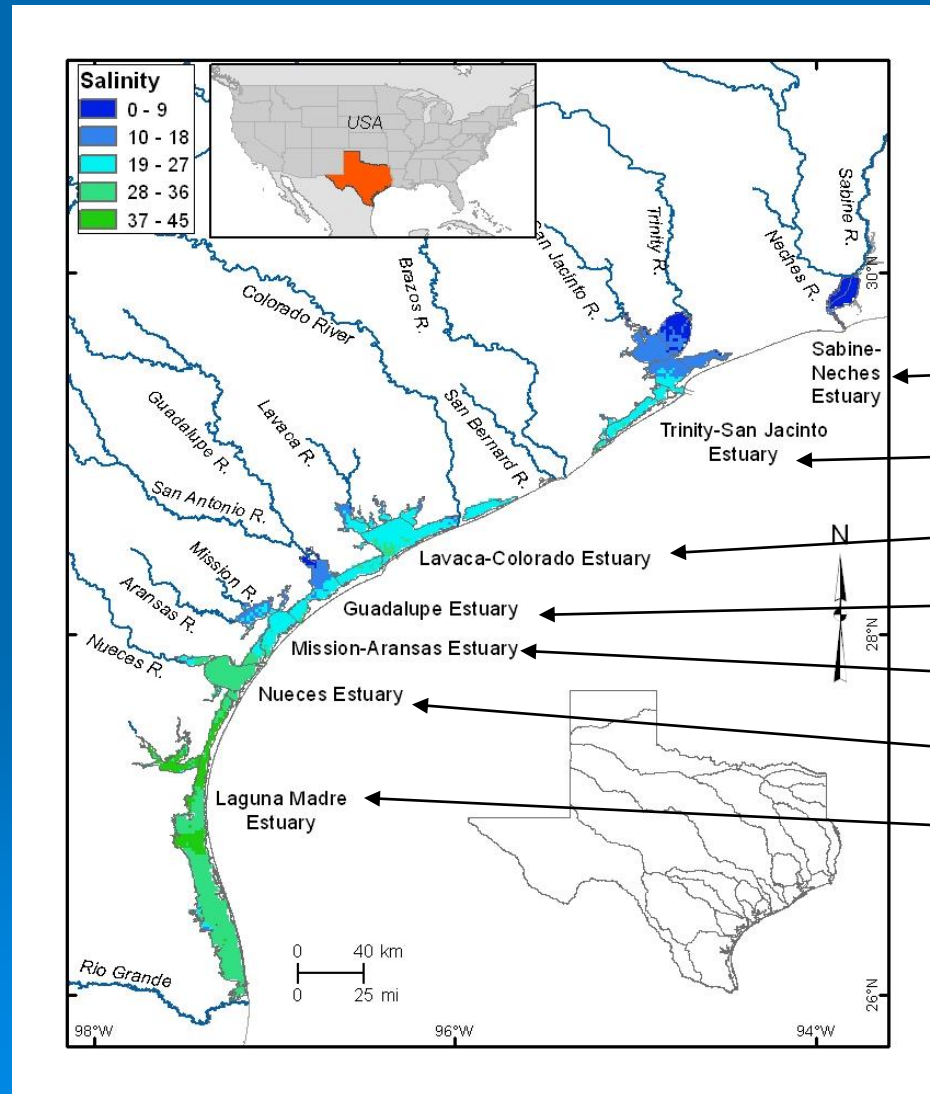 Salinity
0 - 9
10 - 18
19 - 27
28 - 36
37 - 45
USA
Sabine R.
Neches R.
Trinity R.
San Jacinto R.
Brazos R.
Colorado River
San Bernard R.
Lavaca R.
Guadalupe R.
San Antonio R.
Mission R.
Aransas R.
Nueces R.
Rio Grande
Sabine-
Neches
Estuary
Trinity-San Jacinto
Estuary
Lavaca-Colorado Estuary
Guadalupe Estuary
Mission-Aransas Estuary
Nueces Estuary
Laguna Madre
Estuary
N
30°N
28°N
26°N
0 40 km
0 25 mi
98°W
96°W
94°W